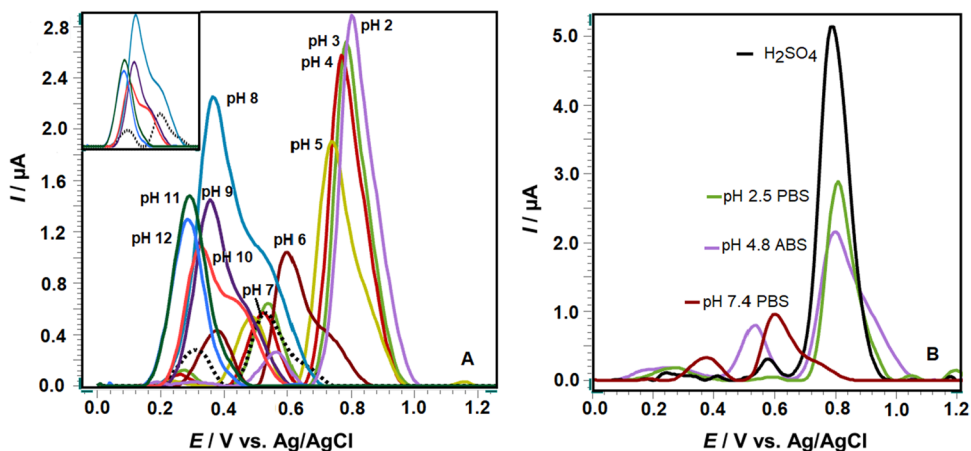 2.8
2.4
2.0
1.6
1.2
0.8
0.4
0.0
I / µA
pH 2
pH 3
pH 4
pH 8
pH 5
pH 11
pH 9
pH 12
pH 6
pH 10
pH 7
A
0.0 0.2 0.4 0.6 0.8 1.0 1.2
E / V vs. Ag/AgCl
5.0
4.0
3.0
2.0
1.0
0.0
I / µA
H₂SO₄
pH 2.5 PBS
pH 4.8 ABS
pH 7.4 PBS
B
0.0 0.2 0.4 0.6 0.8 1.0 1.2
E / V vs. Ag/AgCl